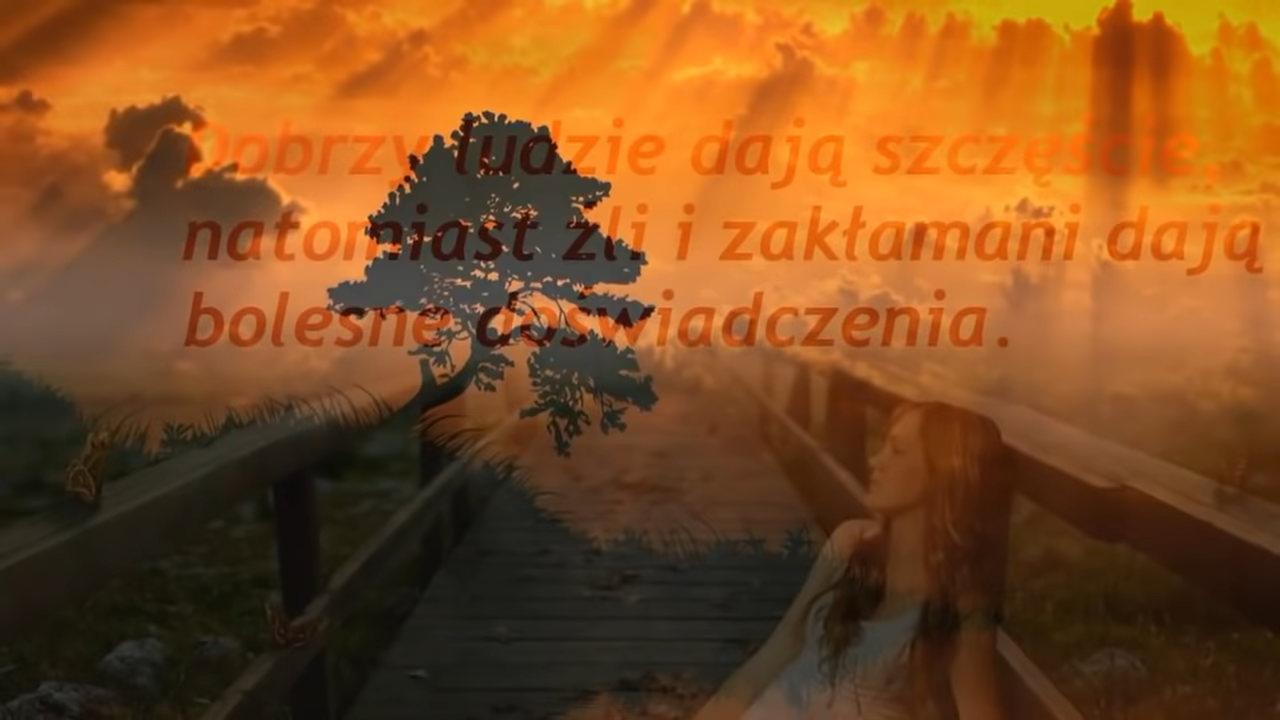 Dobrzy ludzie dają szczęście,
natomiast źli i zakłamani dają
bolesne doświadczenia.